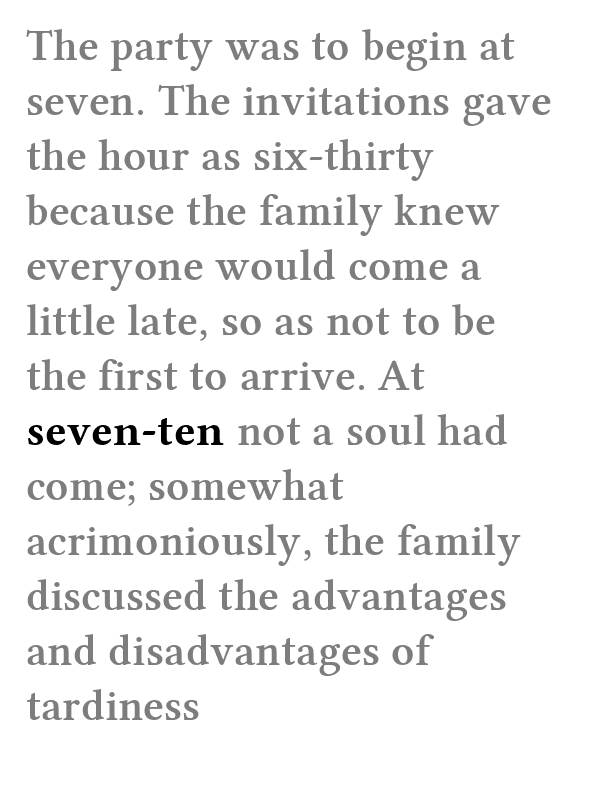 The party was to begin at
seven. The invitations gave
the hour as six-thirty
because the family knew
everyone would come a
little late, so as not to be
the first to arrive. At
seven-ten not a soul had
come; somewhat
acrimoniously, the family
discussed the advantages
and disadvantages of
tardiness